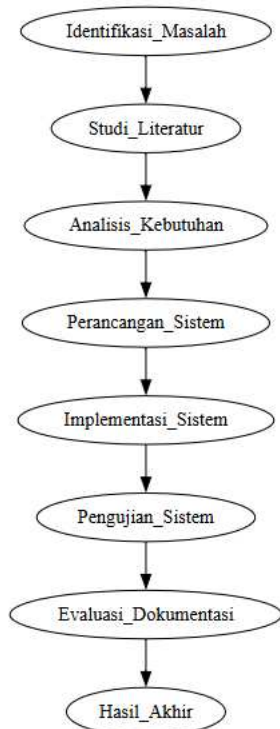 Identifikasi_Masalah
Studi_Literatur
Analisis_Kebutuhan
Perancangan_Sistem
Implementasi_Sistem
Pengujian_Sistem
Evaluasi_Dokumentasi
Hasil_Akhir